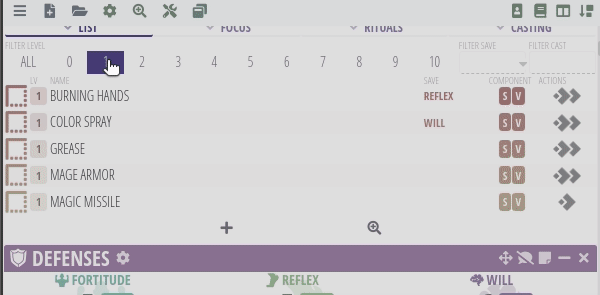 LIST FOCUS RITUALS CASTING
FILTER LEVEL FILTER SAVE FILTER CAST
ALL 0 1 2 3 4 5 6 7 8 9 10
LV NAME SAVE COMPONENT ACTIONS
1 BURNING HANDS REFLEX S V
1 COLOR SPRAY WILL S V
1 GREASE S V
1 MAGE ARMOR S V
1 MAGIC MISSILE S V
DEFENSES
FORTITUDE REFLEX WILL